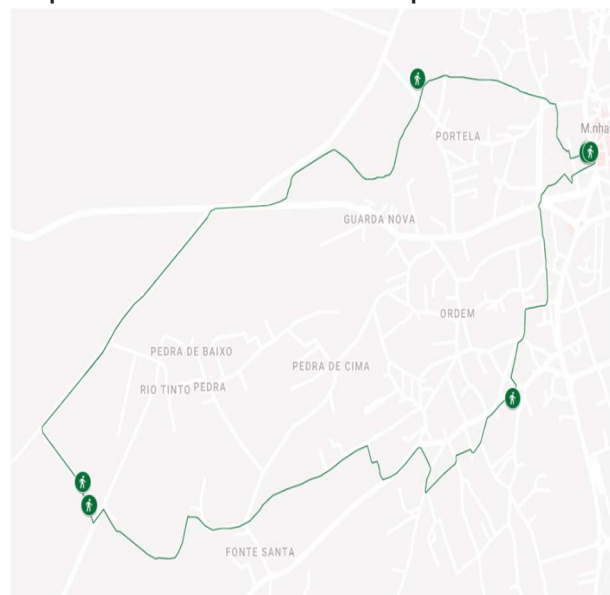 PORTELA
M.nha
GUARDA NOVA
ORDEM
PEDRA DE BAIXO
PEDRA DE CIMA
RIO TINTO PEDRA
FONTE SANTA